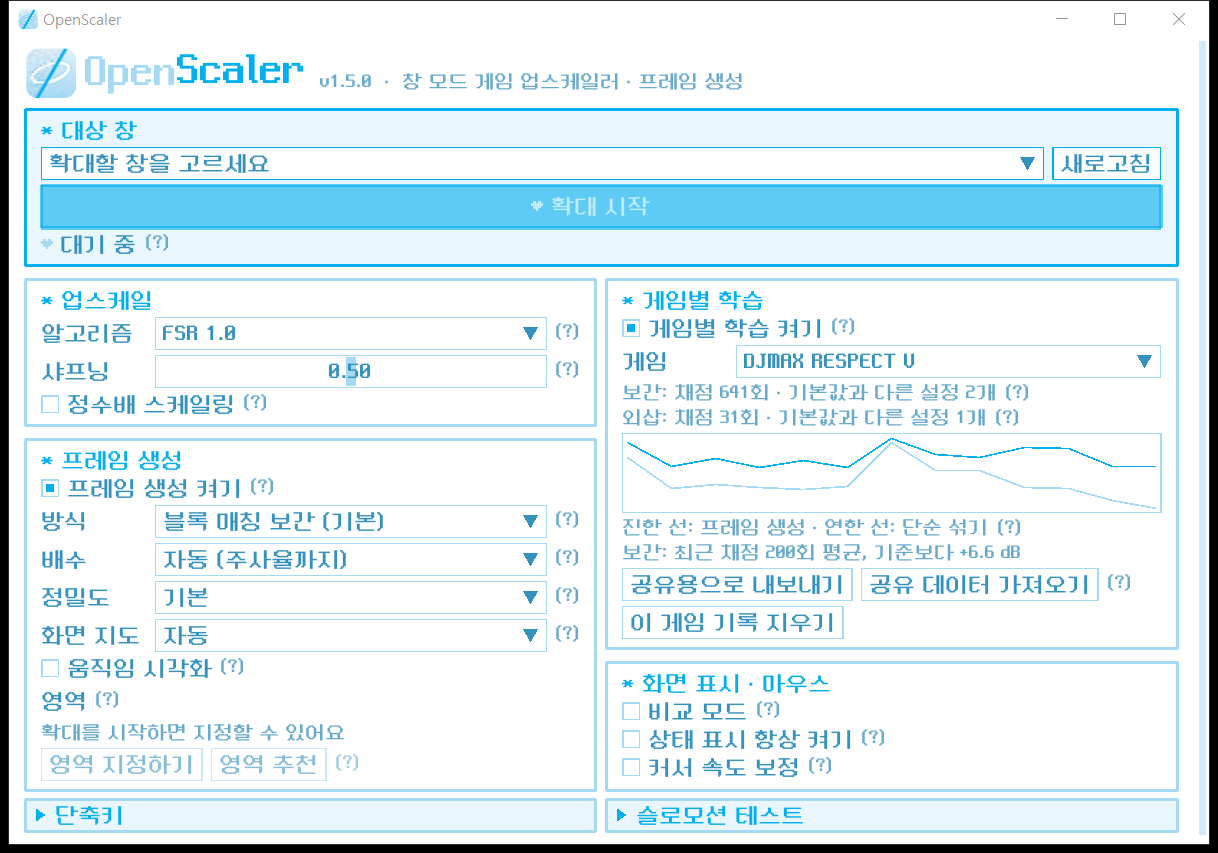 OpenScaler
OpenScaler v1.5.0 · 창 모드 게임 업스케일러 · 프레임 생성
* 대상 창
확대할 창을 고르세요 ▼ 새로고침
♥ 확대 시작
♥ 대기 중 (?)
* 업스케일
알고리즘 FSR 1.0 ▼ (?)
샤프닝 0.50 (?)
정수배 스케일링 (?)
* 프레임 생성
프레임 생성 켜기 (?)
방식 블록 매칭 보간 (기본) ▼ (?)
배수 자동 (주사율까지) ▼ (?)
정밀도 기본 ▼ (?)
화면 지도 자동 ▼ (?)
움직임 시각화 (?)
영역 (?)
확대를 시작하면 지정할 수 있어요
영역 지정하기 영역 추천 (?)
▶ 단축키
* 게임별 학습
게임별 학습 켜기 (?)
게임 DJMAX RESPECT V ▼
보간: 채점 641회 · 기본값과 다른 설정 2개 (?)
외삽: 채점 31회 · 기본값과 다른 설정 1개 (?)
진한 선: 프레임 생성 · 연한 선: 단순 섞기 (?)
보간: 최근 채점 200회 평균, 기준보다 +6.6 dB
공유용으로 내보내기 공유 데이터 가져오기 (?)
이 게임 기록 지우기
* 화면 표시 · 마우스
비교 모드 (?)
상태 표시 항상 켜기 (?)
커서 속도 보정 (?)
▶ 슬로모션 테스트